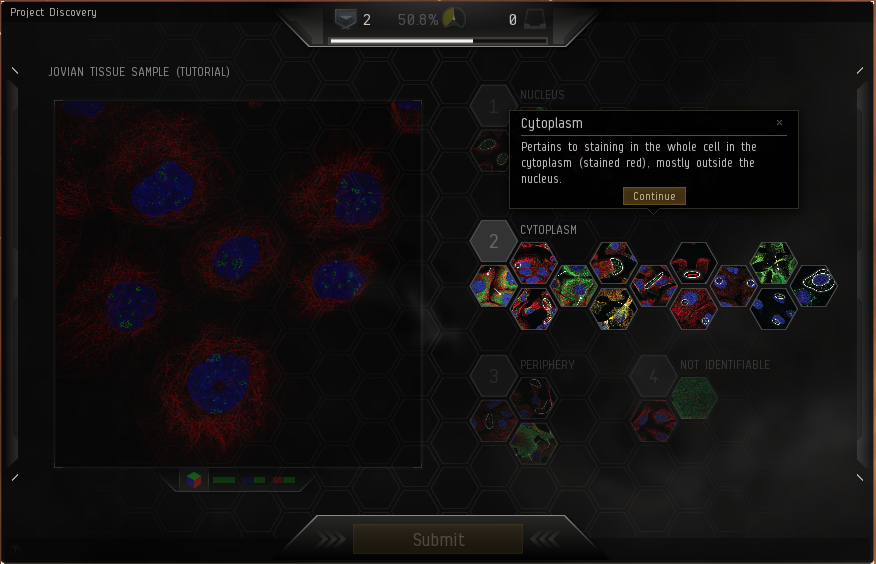 Project Discovery
2 50.8% 0
JOVIAN TISSUE SAMPLE (TUTORIAL)
1 NUCLEUS
Cytoplasm
Pertains to staining in the whole cell in the
cytoplasm (stained red), mostly outside the
nucleus.
Continue
2 CYTOPLASM
3 PERIPHERY
4 NOT IDENTIFIABLE
Submit